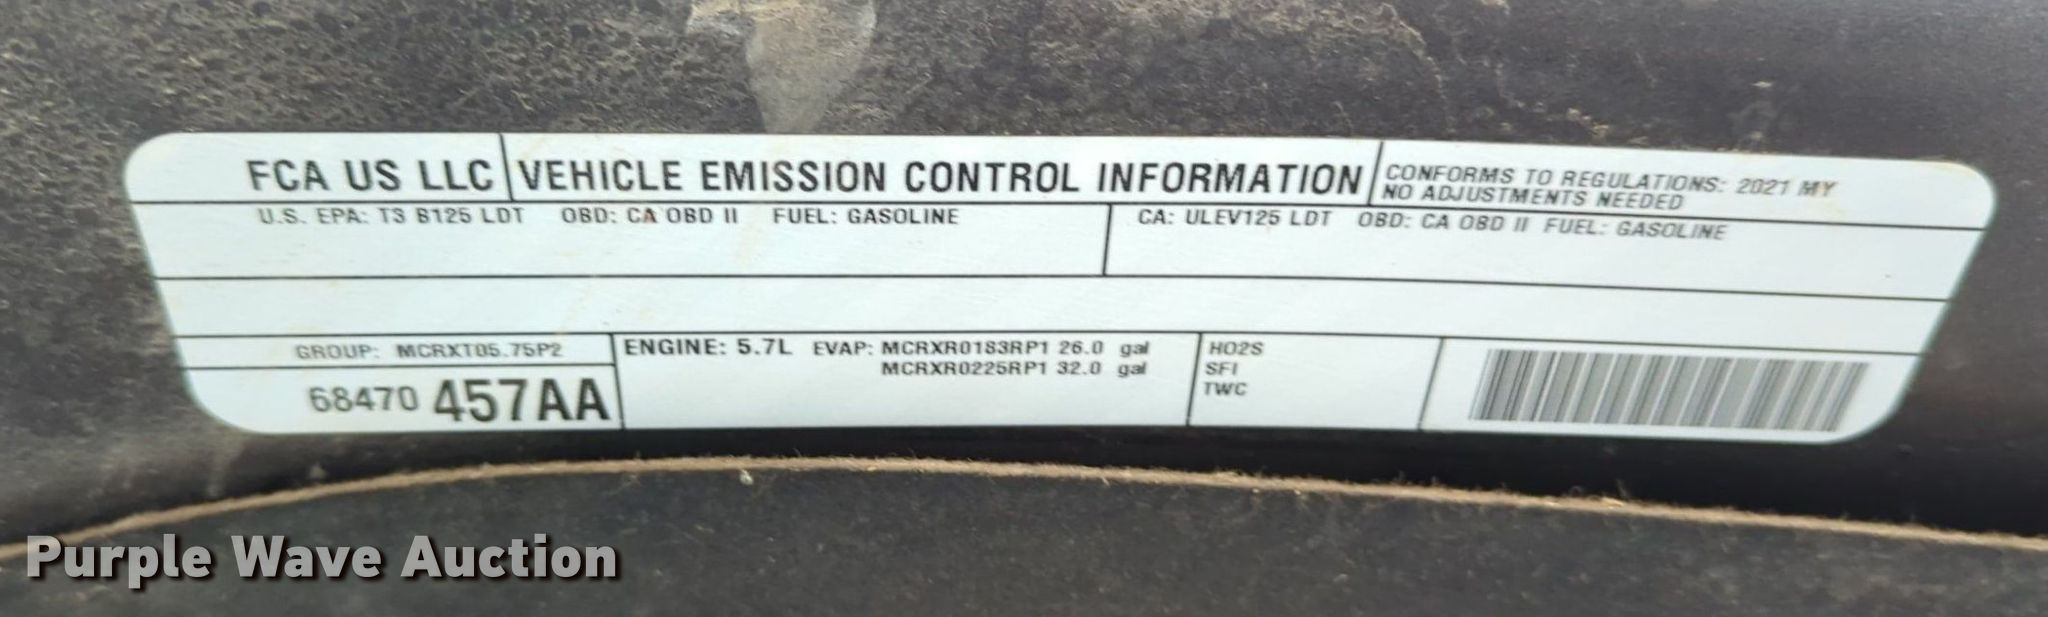 FCA US LLC
VEHICLE EMISSION CONTROL INFORMATION
CONFORMS TO REGULATIONS: 2021 MY
NO ADJUSTMENTS NEEDED
U.S. EPA: T3 B125 LDT OBD: CA OBD II FUEL: GASOLINE
CA: ULEV125 LDT OBD: CA OBD II FUEL: GASOLINE
GROUP: MCRXT05.75P2
68470 457AA
ENGINE: 5.7L EVAP: MCRXR0183RP1 26.0 gal
MCRXR0225RP1 32.0 gal
HO2S
SFI
TWC
Purple Wave Auction